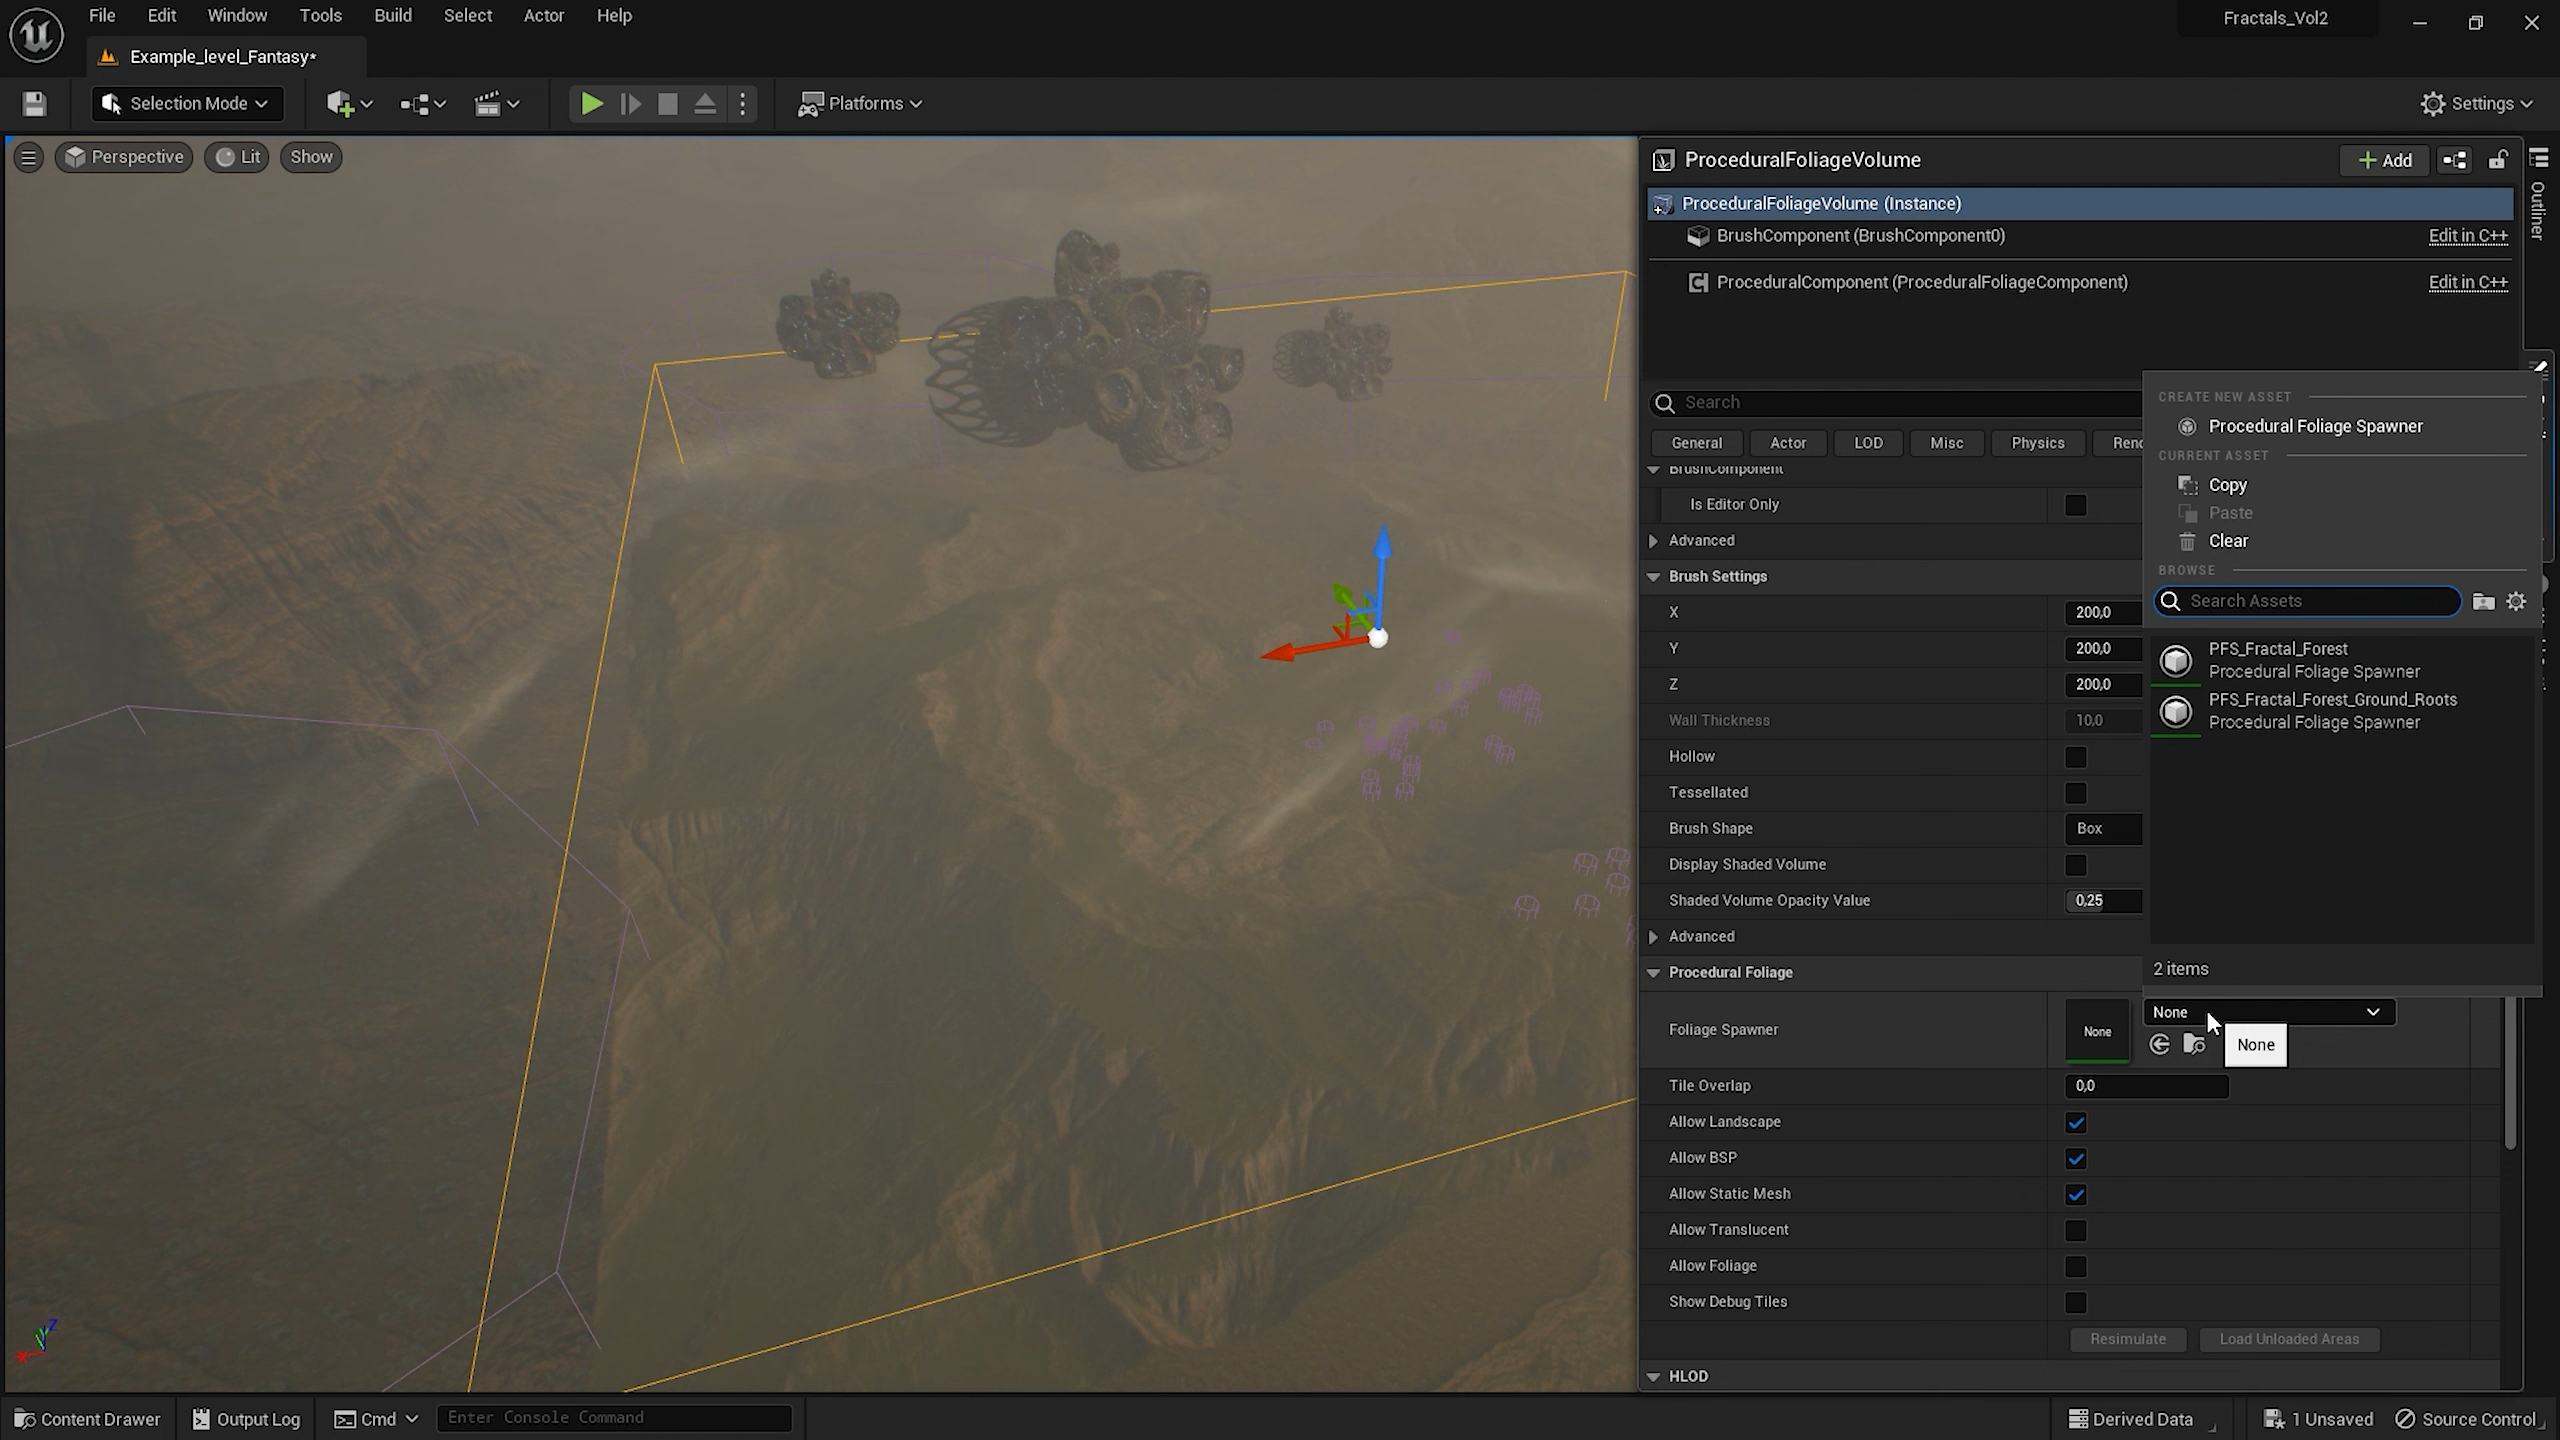 File Edit Window Tools Build Select Actor Help
Fractals_Vol2
Example_level_Fantasy*
Selection Mode
Platforms
Settings
Perspective
Lit
Show
ProceduralFoliageVolume
Add
Outliner
ProceduralFoliageVolume (Instance)
BrushComponent (BrushComponent0)
Edit in C++
ProceduralComponent (ProceduralFoliageComponent)
Edit in C++
Search
General
Actor
LOD
Misc
Physics
BrushComponent
Is Editor Only
Advanced
Brush Settings
X
200,0
Y
200,0
Z
200,0
Wall Thickness
10,0
Hollow
Tessellated
Brush Shape
Box
Display Shaded Volume
Shaded Volume Opacity Value
0,25
Advanced
Procedural Foliage
CREATE NEW ASSET
Procedural Foliage Spawner
CURRENT ASSET
Copy
Paste
Clear
BROWSE
Search Assets
PFS_Fractal_Forest
Procedural Foliage Spawner
PFS_Fractal_Forest_Ground_Roots
Procedural Foliage Spawner
2 items
Foliage Spawner
None
None
None
Tile Overlap
0,0
Allow Landscape
Allow BSP
Allow Static Mesh
Allow Translucent
Allow Foliage
Show Debug Tiles
Resimulate
Load Unloaded Areas
HLOD
Content Drawer
Output Log
Cmd
Enter Console Command
Derived Data
1 Unsaved
Source Control